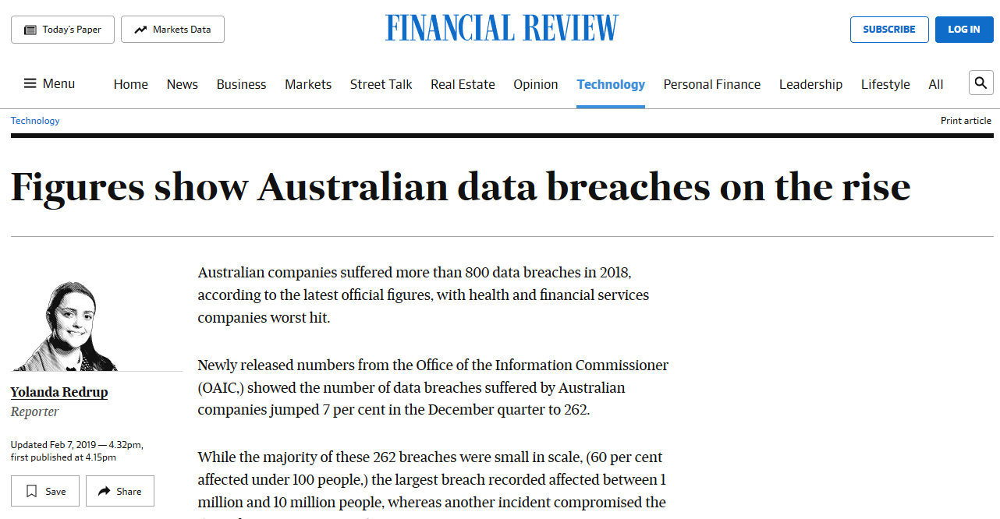 Today's Paper
Markets Data
FINANCIAL REVIEW
SUBSCRIBE
LOG IN
Menu
Home
News
Business
Markets
Street Talk
Real Estate
Opinion
Technology
Personal Finance
Leadership
Lifestyle
All
Technology
Print article
Figures show Australian data breaches on the rise
Yolanda Redrup
Reporter
Updated Feb 7, 2019 — 4.32pm,
first published at 4.15pm
Save
Share
Australian companies suffered more than 800 data breaches in 2018,
according to the latest official figures, with health and financial services
companies worst hit.
Newly released numbers from the Office of the Information Commissioner
(OAIC,) showed the number of data breaches suffered by Australian
companies jumped 7 per cent in the December quarter to 262.
While the majority of these 262 breaches were small in scale, (60 per cent
affected under 100 people,) the largest breach recorded affected between 1
million and 10 million people, whereas another incident compromised the